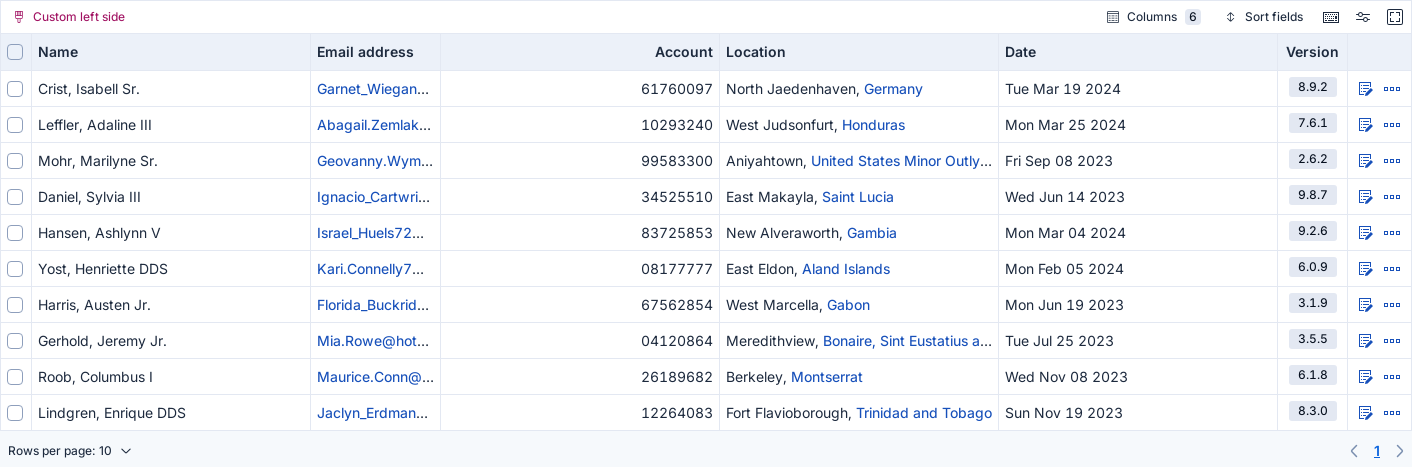 Custom left side Columns 6 Sort fields
Name Email address Account Location Date Version
Crist, Isabell Sr. Garnet_Wiegan... 61760097 North Jaedenhaven, Germany Tue Mar 19 2024 8.9.2
Leffler, Adaline III Abagail.Zemlak... 10293240 West Judsonfurt, Honduras Mon Mar 25 2024 7.6.1
Mohr, Marilyne Sr. Geovanny.Wym... 99583300 Aniyahtown, United States Minor Outly... Fri Sep 08 2023 2.6.2
Daniel, Sylvia III Ignacio_Cartwri... 34525510 East Makayla, Saint Lucia Wed Jun 14 2023 9.8.7
Hansen, Ashlynn V Israel_Huels72... 83725853 New Alveraworth, Gambia Mon Mar 04 2024 9.2.6
Yost, Henriette DDS Kari.Connelly7... 08177777 East Eldon, Aland Islands Mon Feb 05 2024 6.0.9
Harris, Austen Jr. Florida_Buckrid... 67562854 West Marcella, Gabon Mon Jun 19 2023 3.1.9
Gerhold, Jeremy Jr. Mia.Rowe@hot... 04120864 Meredithview, Bonaire, Sint Eustatius a... Tue Jul 25 2023 3.5.5
Roob, Columbus I Maurice.Conn@... 26189682 Berkeley, Montserrat Wed Nov 08 2023 6.1.8
Lindgren, Enrique DDS Jaclyn_Erdman... 12264083 Fort Flavioborough, Trinidad and Tobago Sun Nov 19 2023 8.3.0
Rows per page: 10 1